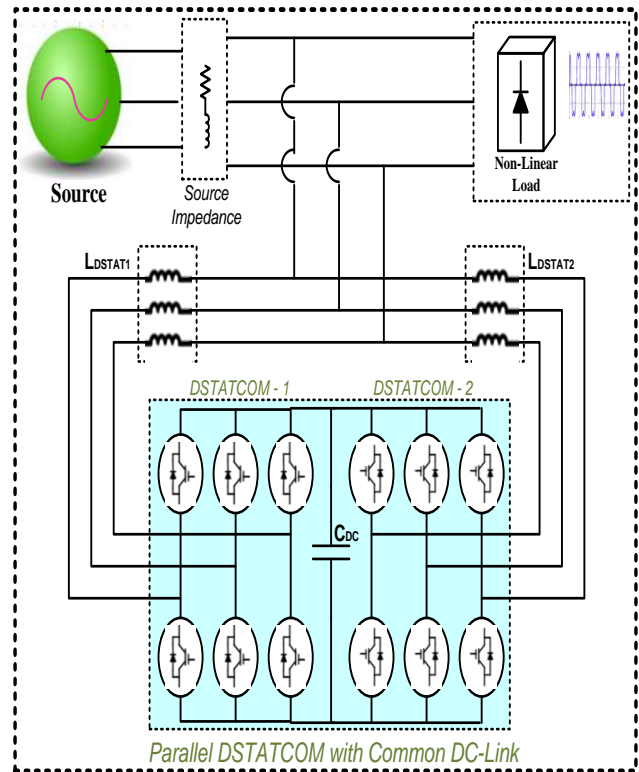 Source
Source
Impedance
Non-Linear
Load
LDSTAT1
LDSTAT2
DSTATCOM - 1
DSTATCOM - 2
CDC
Parallel DSTATCOM with Common DC-Link